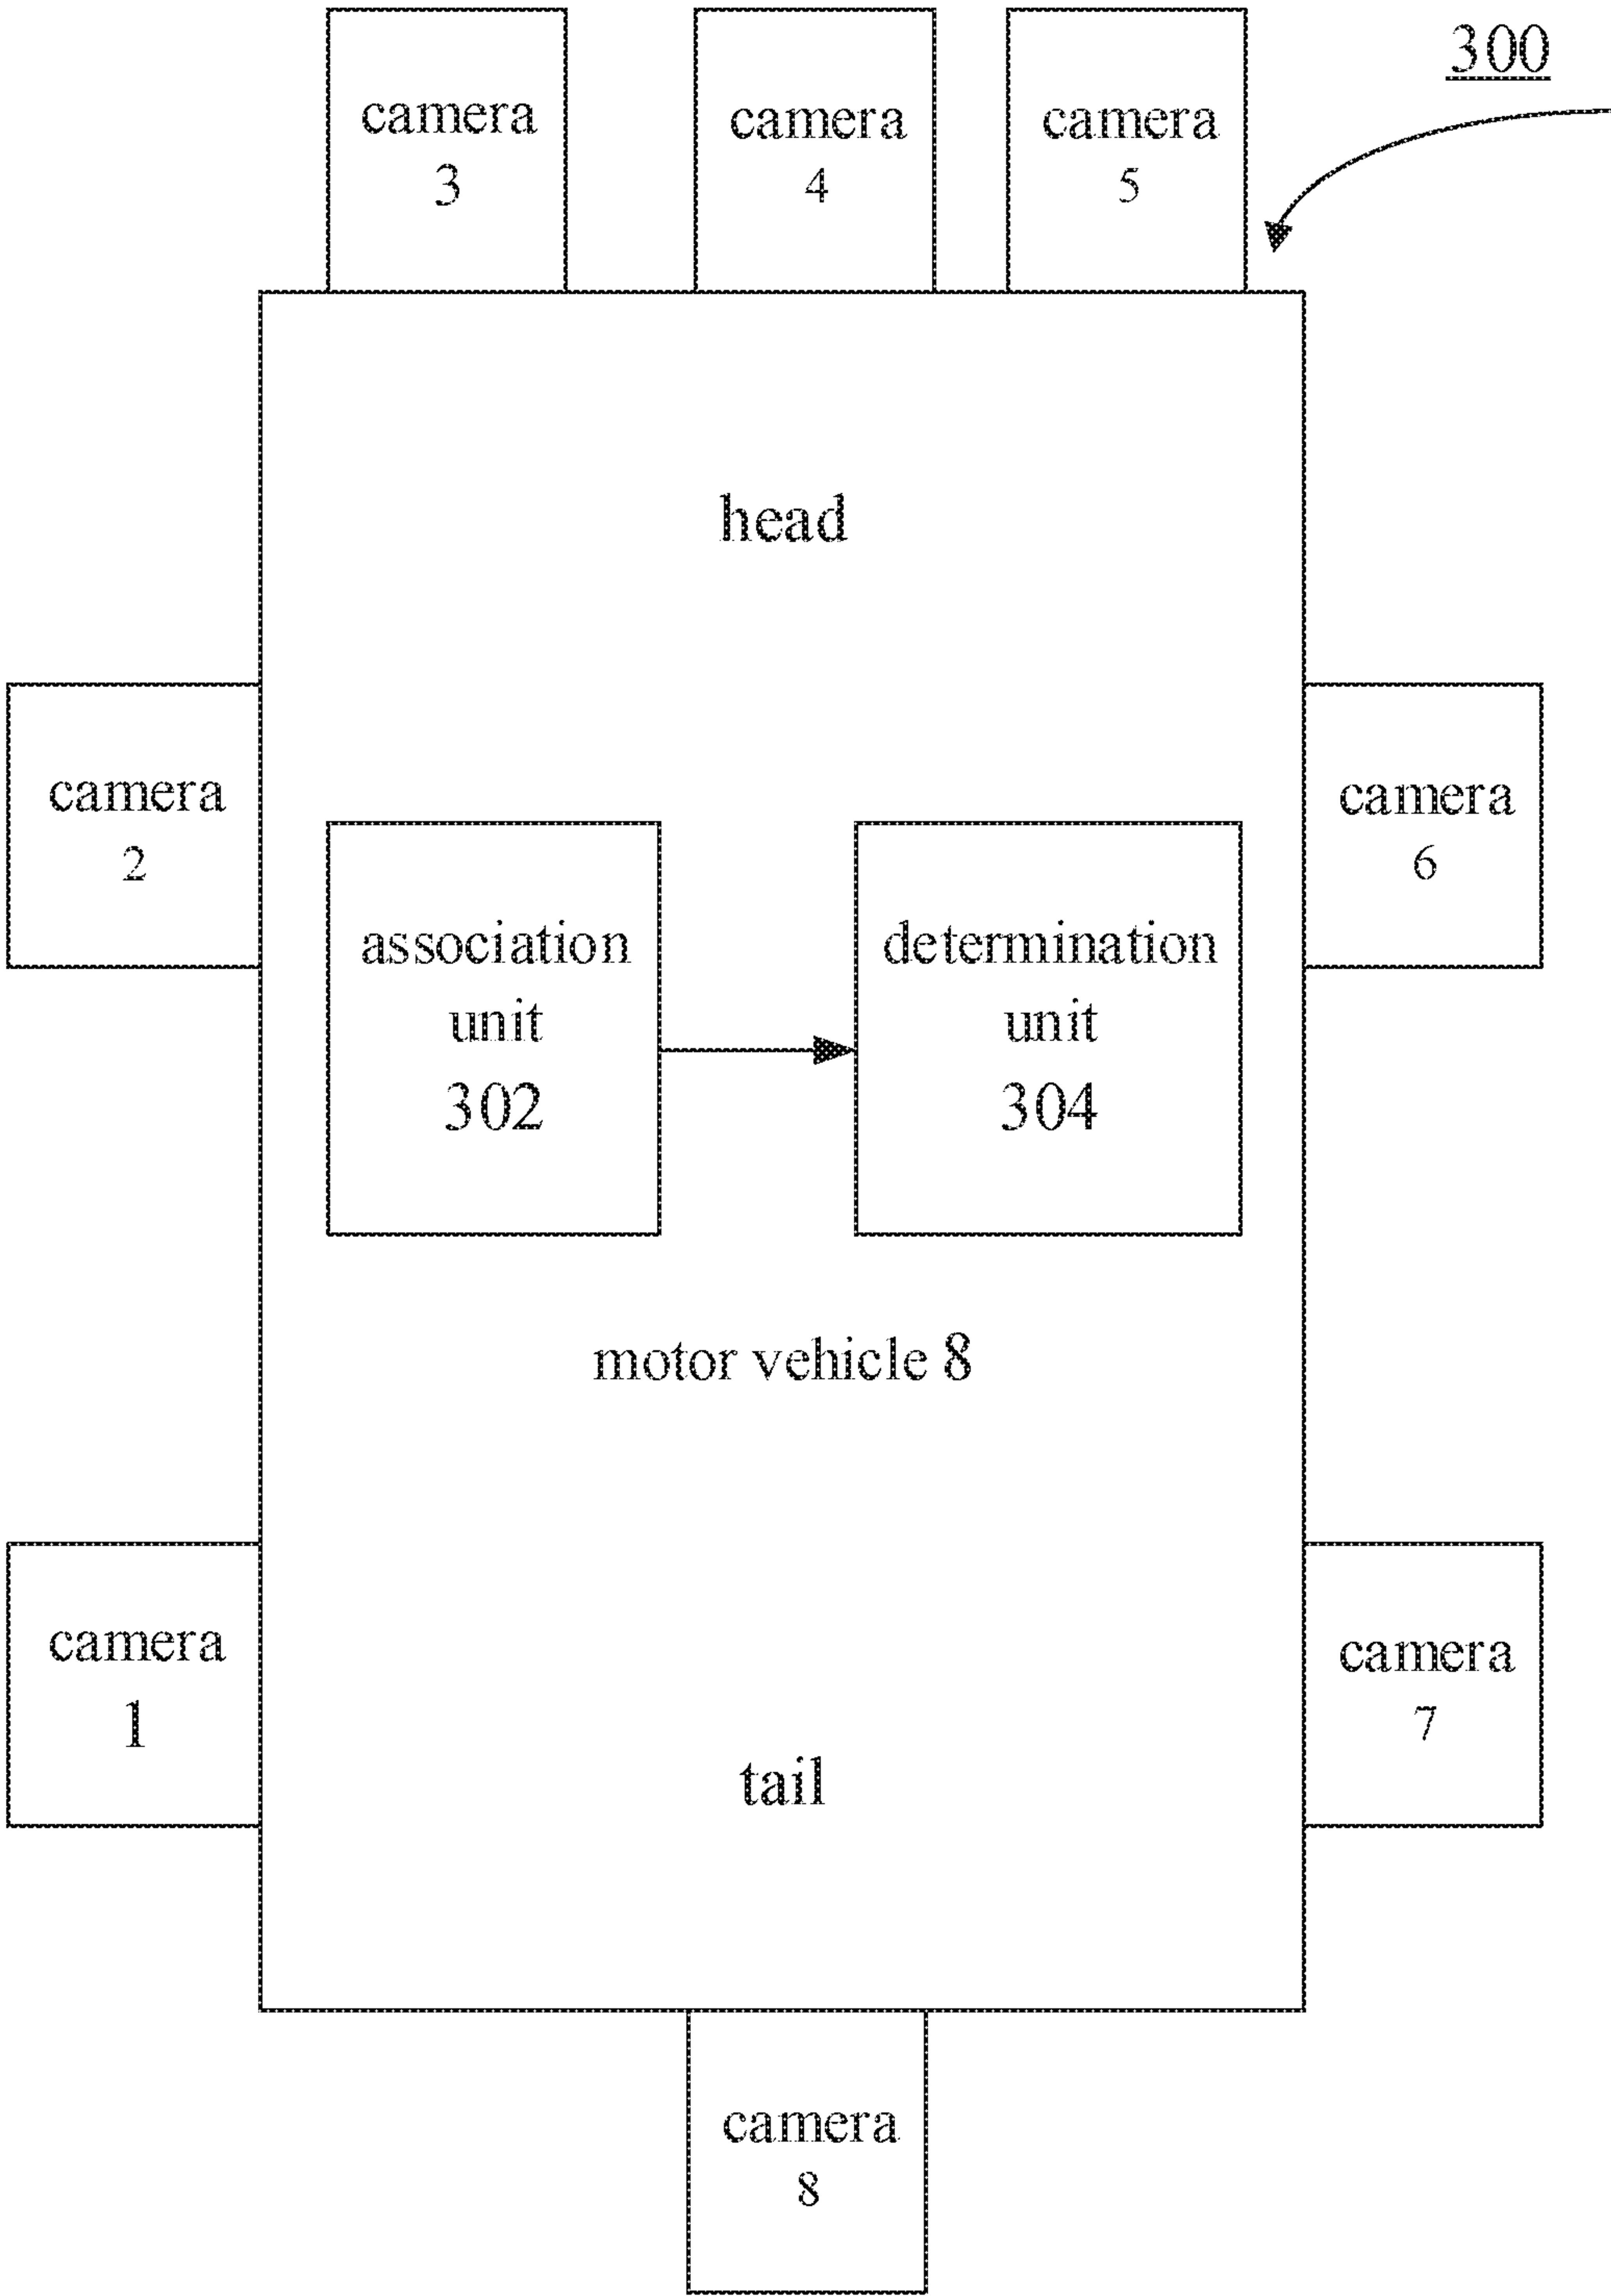 300
camera
3
camera
4
camera
5
head
camera
2
camera
6
association
unit
302
determination
unit
304
motor vehicle 8
camera
1
camera
7
tail
camera
8